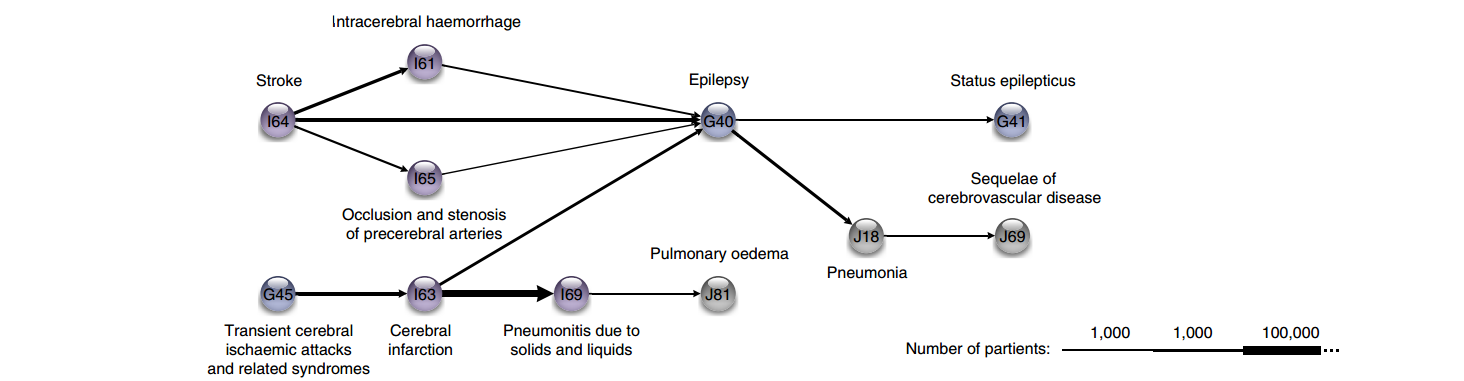 Intracerebral haemorrhage
I61
Stroke
Epilepsy
Status epilepticus
I64
G40
G41
I65
Occlusion and stenosis
of precerebral arteries
Sequelae of
cerebrovascular disease
J18
J69
Pneumonia
Pulmonary oedema
G45
I63
I69
J81
Transient cerebral
ischaemic attacks
and related syndromes
Cerebral
infarction
Pneumonitis due to
solids and liquids
Number of partients:
1,000
1,000
100,000